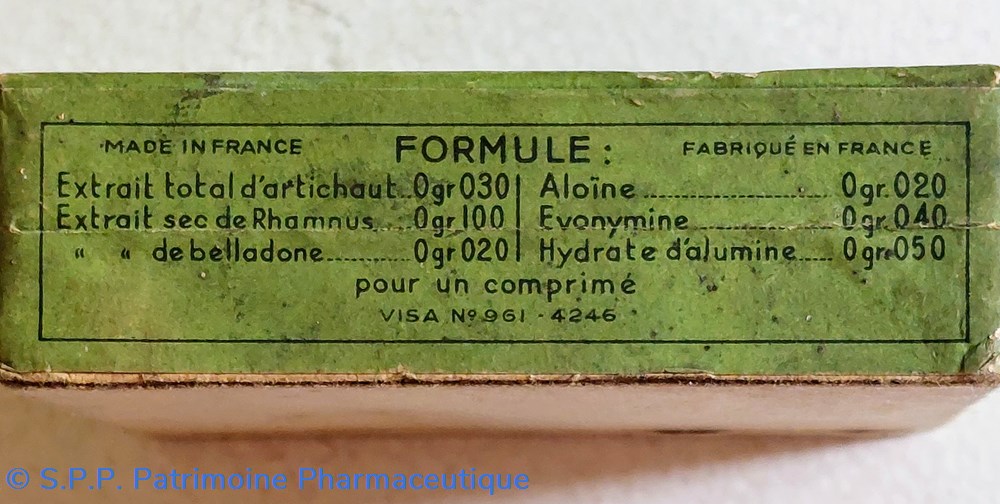 MADE IN FRANCE FORMULE: FABRIQUÉ EN FRANCE
Extrait total d'artichaut..0gr030 | Aloïne................0gr.020
Extrait sec de Rhamnus....0gr100 | Evonymine................0gr.040
" " de belladone..........0gr020 | Hydrate d'alumine.....0gr.050
pour un comprimé
VISA Nº 961 - 4246
© S.P.P. Patrimoine Pharmaceutique